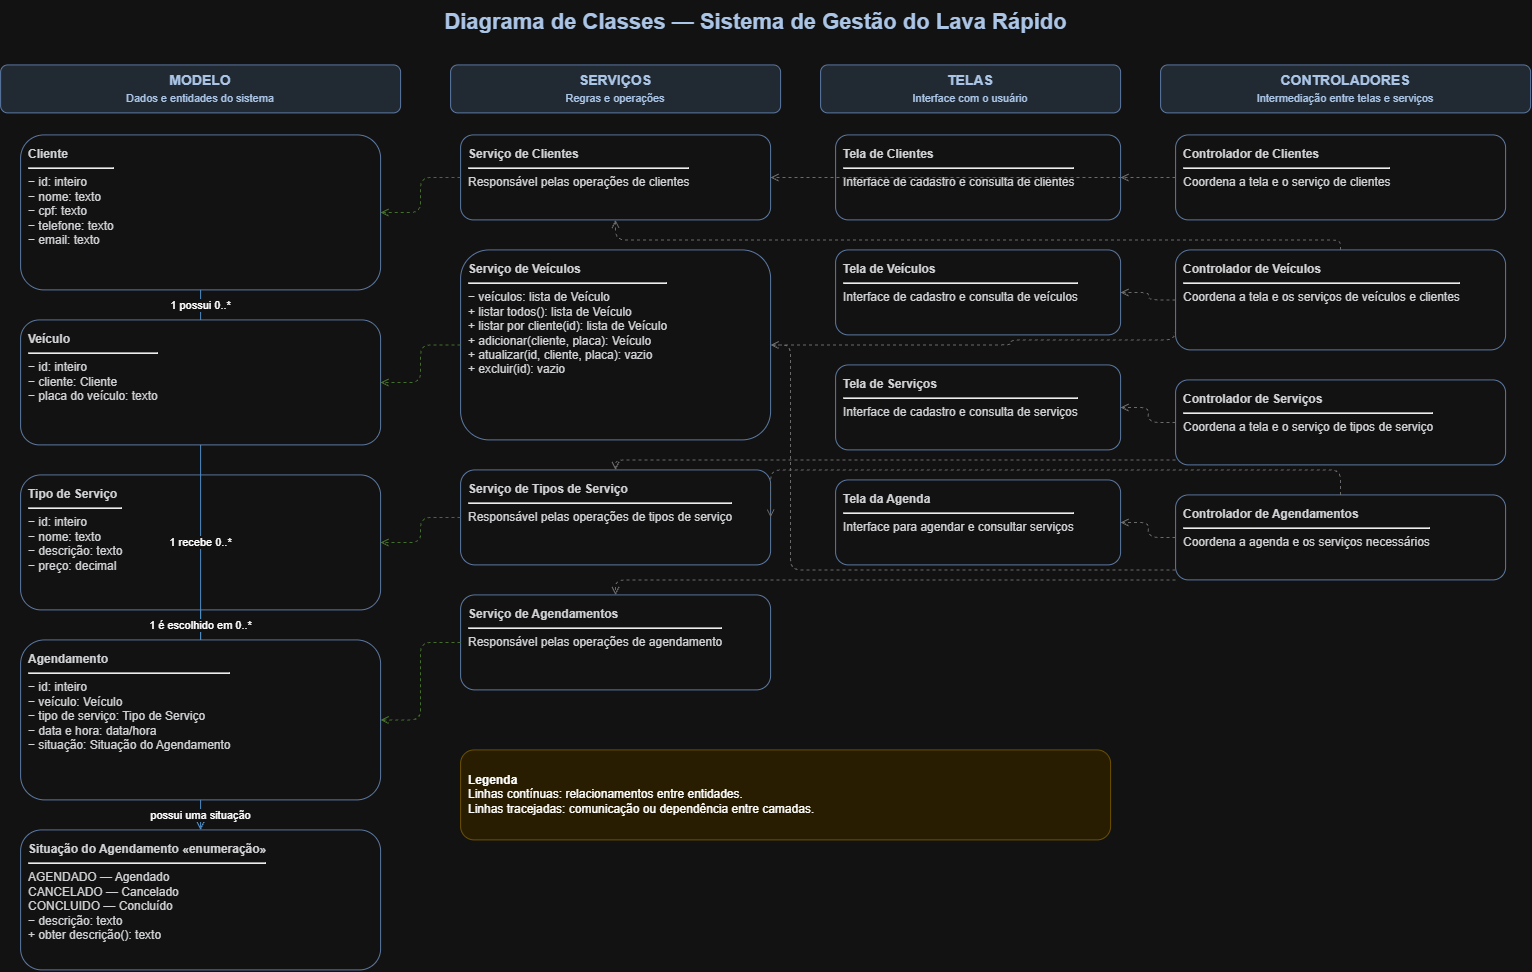 Diagrama de Classes — Sistema de Gestão do Lava Rápido
MODELO
Dados e entidades do sistema
SERVIÇOS
Regras e operações
TELAS
Interface com o usuário
CONTROLADORES
Intermediação entre telas e serviços
Cliente
− id: inteiro
− nome: texto
− cpf: texto
− telefone: texto
− email: texto
1 possui 0..*
Veículo
− id: inteiro
− cliente: Cliente
− placa do veículo: texto
Tipo de Serviço
− id: inteiro
− nome: texto
− descrição: texto
− preço: decimal
1 recebe 0..*
1 é escolhido em 0..*
Agendamento
− id: inteiro
− veículo: Veículo
− tipo de serviço: Tipo de Serviço
− data e hora: data/hora
− situação: Situação do Agendamento
possui uma situação
Situação do Agendamento «enumeração»
AGENDADO — Agendado
CANCELADO — Cancelado
CONCLUIDO — Concluído
− descrição: texto
+ obter descrição(): texto
Serviço de Clientes
Responsável pelas operações de clientes
Serviço de Veículos
− veículos: lista de Veículo
+ listar todos(): lista de Veículo
+ listar por cliente(id): lista de Veículo
+ adicionar(cliente, placa): Veículo
+ atualizar(id, cliente, placa): vazio
+ excluir(id): vazio
Serviço de Tipos de Serviço
Responsável pelas operações de tipos de serviço
Serviço de Agendamentos
Responsável pelas operações de agendamento
Tela de Clientes
Interface de cadastro e consulta de clientes
Tela de Veículos
Interface de cadastro e consulta de veículos
Tela de Serviços
Interface de cadastro e consulta de serviços
Tela da Agenda
Interface para agendar e consultar serviços
Controlador de Clientes
Coordena a tela e o serviço de clientes
Controlador de Veículos
Coordena a tela e os serviços de veículos e clientes
Controlador de Serviços
Coordena a tela e o serviço de tipos de serviço
Controlador de Agendamentos
Coordena a agenda e os serviços necessários
Legenda
Linhas contínuas: relacionamentos entre entidades.
Linhas tracejadas: comunicação ou dependência entre camadas.